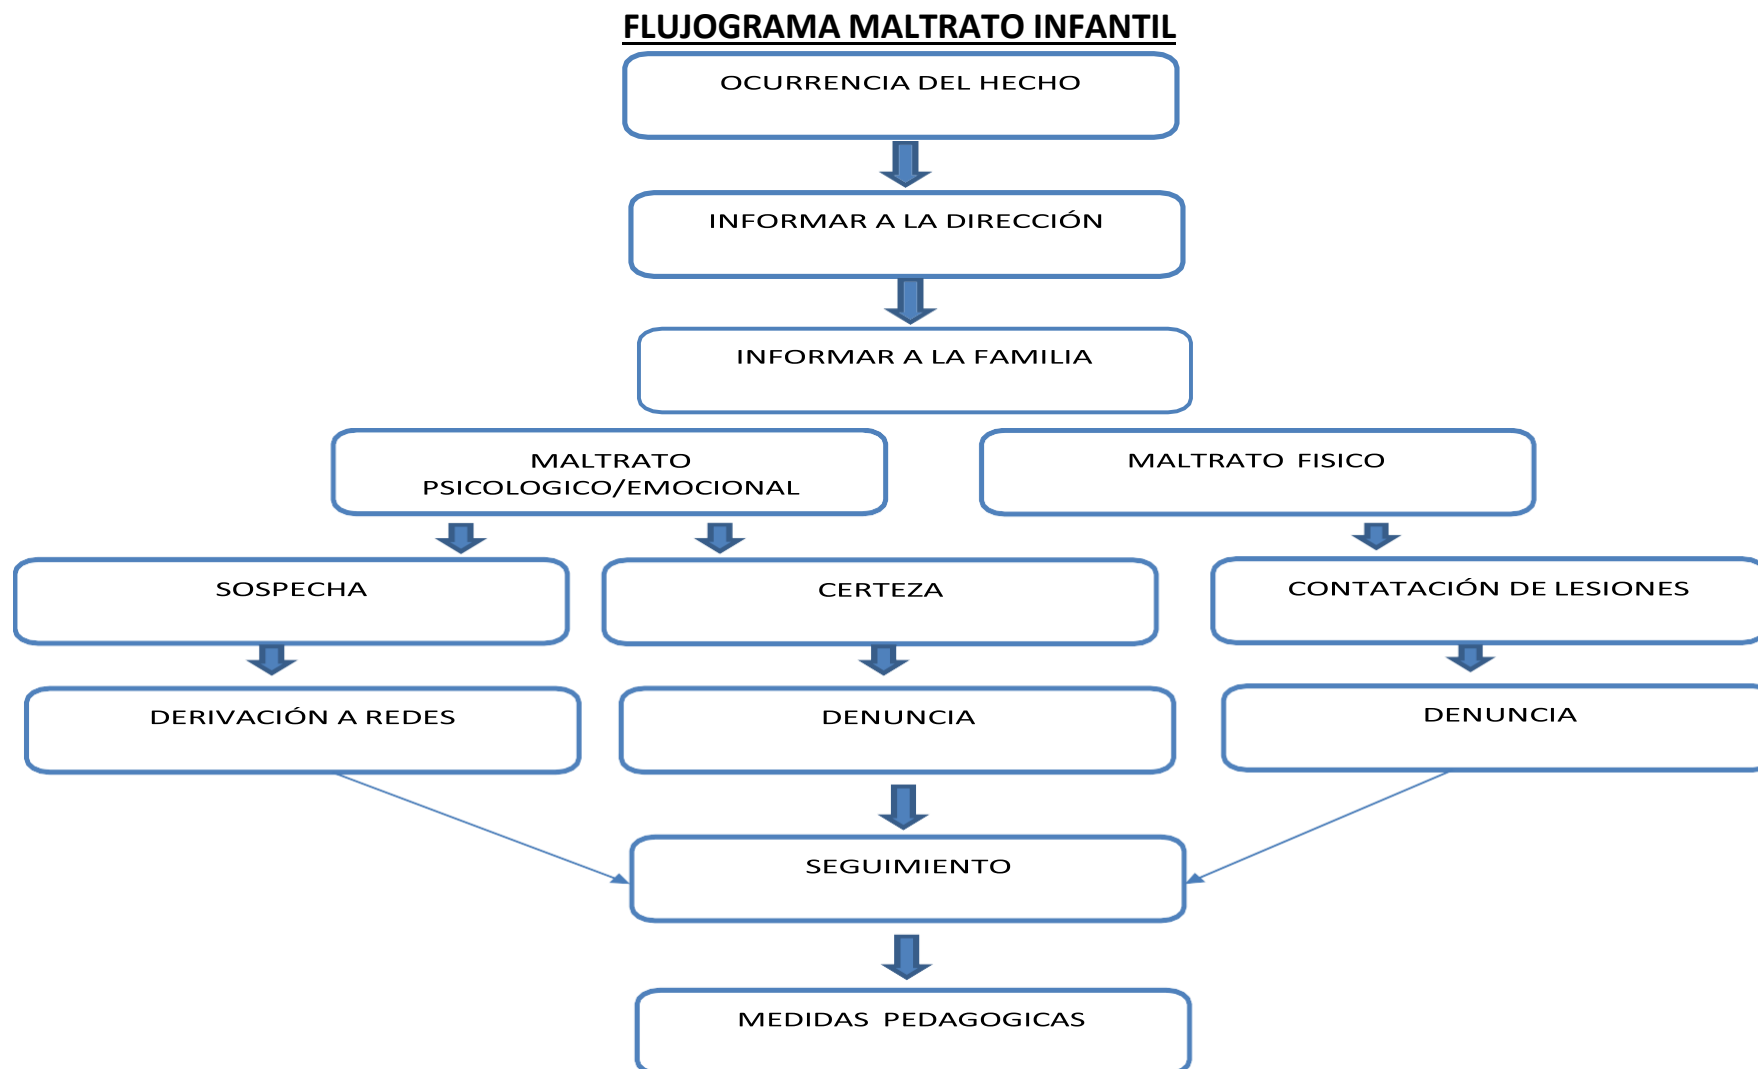 FLUJOGRAMA MALTRATO INFANTIL
OCURRENCIA DEL HECHO
INFORMAR A LA DIRECCIÓN
INFORMAR A LA FAMILIA
MALTRATO
PSICOLOGICO/EMOCIONAL
MALTRATO FISICO
SOSPECHA
CERTEZA
CONTATACIÓN DE LESIONES
DERIVACIÓN A REDES
DENUNCIA
DENUNCIA
SEGUIMIENTO
MEDIDAS PEDAGOGICAS